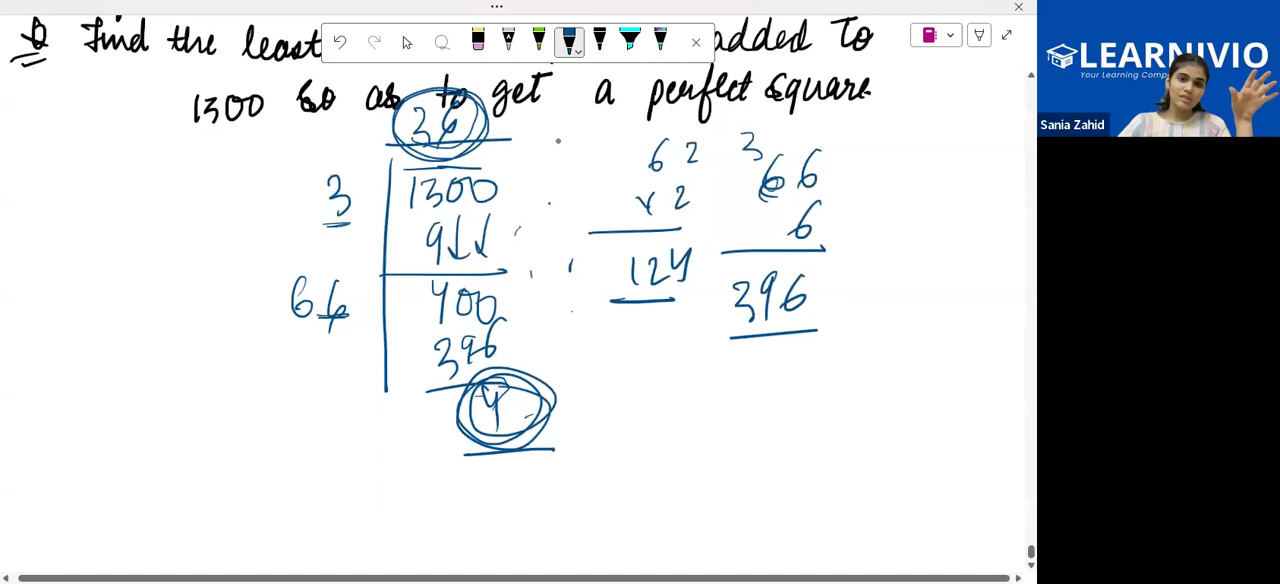 Q Find the least added To
1300 so as to get a perfect square
36
3 1300
9↓↓
66 400
396
4
62
x 2
124
3
66
6
396
LEARNIVIO
Your Learning Comp
Sania Zahid